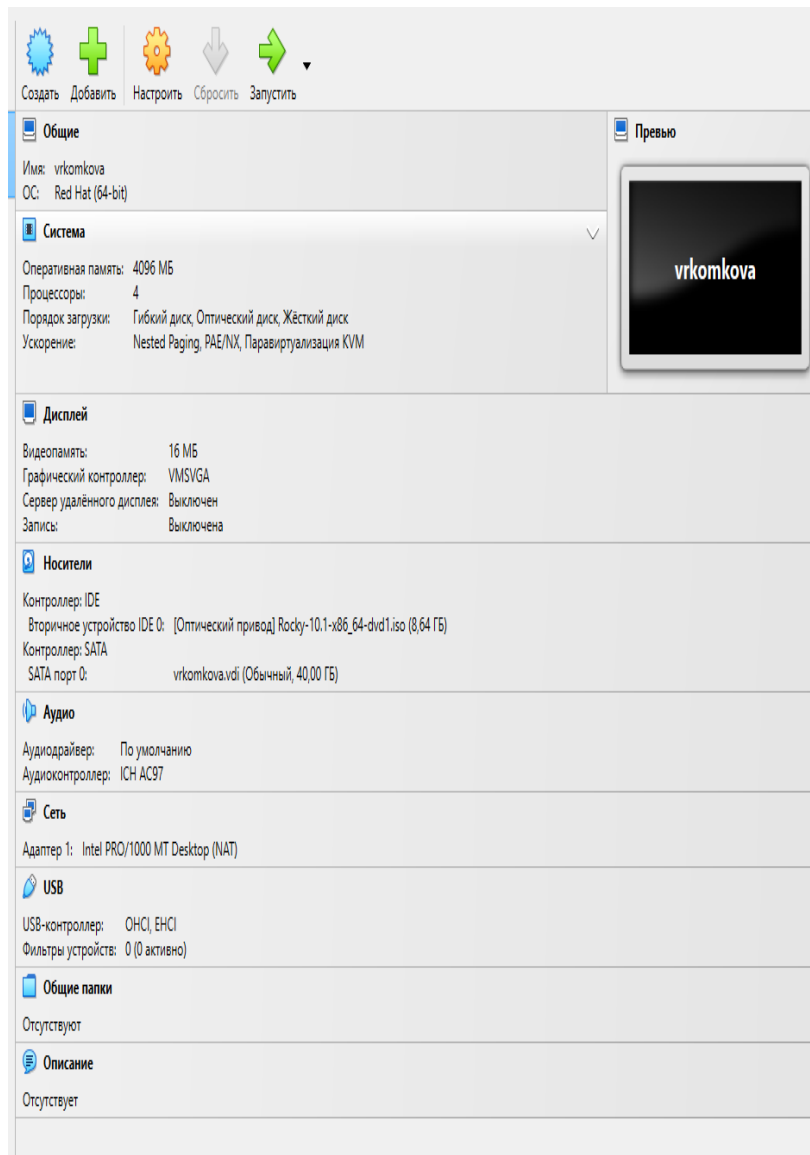 Создать Добавить Настроить Сбросить Запустить
Общие
Имя: vrkomkova
ОС: Red Hat (64-bit)
Превью
vrkomkova
Система
Оперативная память: 4096 МБ
Процессоры: 4
Порядок загрузки: Гибкий диск, Оптический диск, Жёсткий диск
Ускорение: Nested Paging, PAE/NX, Паравиртуализация KVM
Дисплей
Видеопамять: 16 МБ
Графический контроллер: VMSVGA
Сервер удалённого дисплея: Выключен
Запись: Выключена
Носители
Контроллер: IDE
Вторичное устройство IDE 0: [Оптический привод] Rocky-10.1-x86_64-dvd1.iso (8,64 ГБ)
Контроллер: SATA
SATA порт 0: vrkomkova.vdi (Обычный, 40,00 ГБ)
Аудио
Аудиодрайвер: По умолчанию
Аудиоконтроллер: ICH AC97
Сеть
Адаптер 1: Intel PRO/1000 MT Desktop (NAT)
USB
USB-контроллер: OHCI, EHCI
Фильтры устройств: 0 (0 активно)
Общие папки
Отсутствуют
Описание
Отсутствует